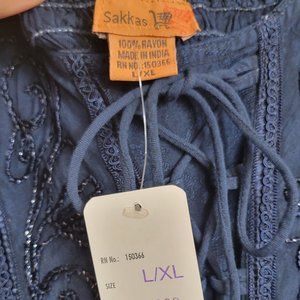 Sakkas
100% RAYON
MADE IN INDIA
RN NO.: 150366
L/XL
RN No.: 150366
SIZE L/XL